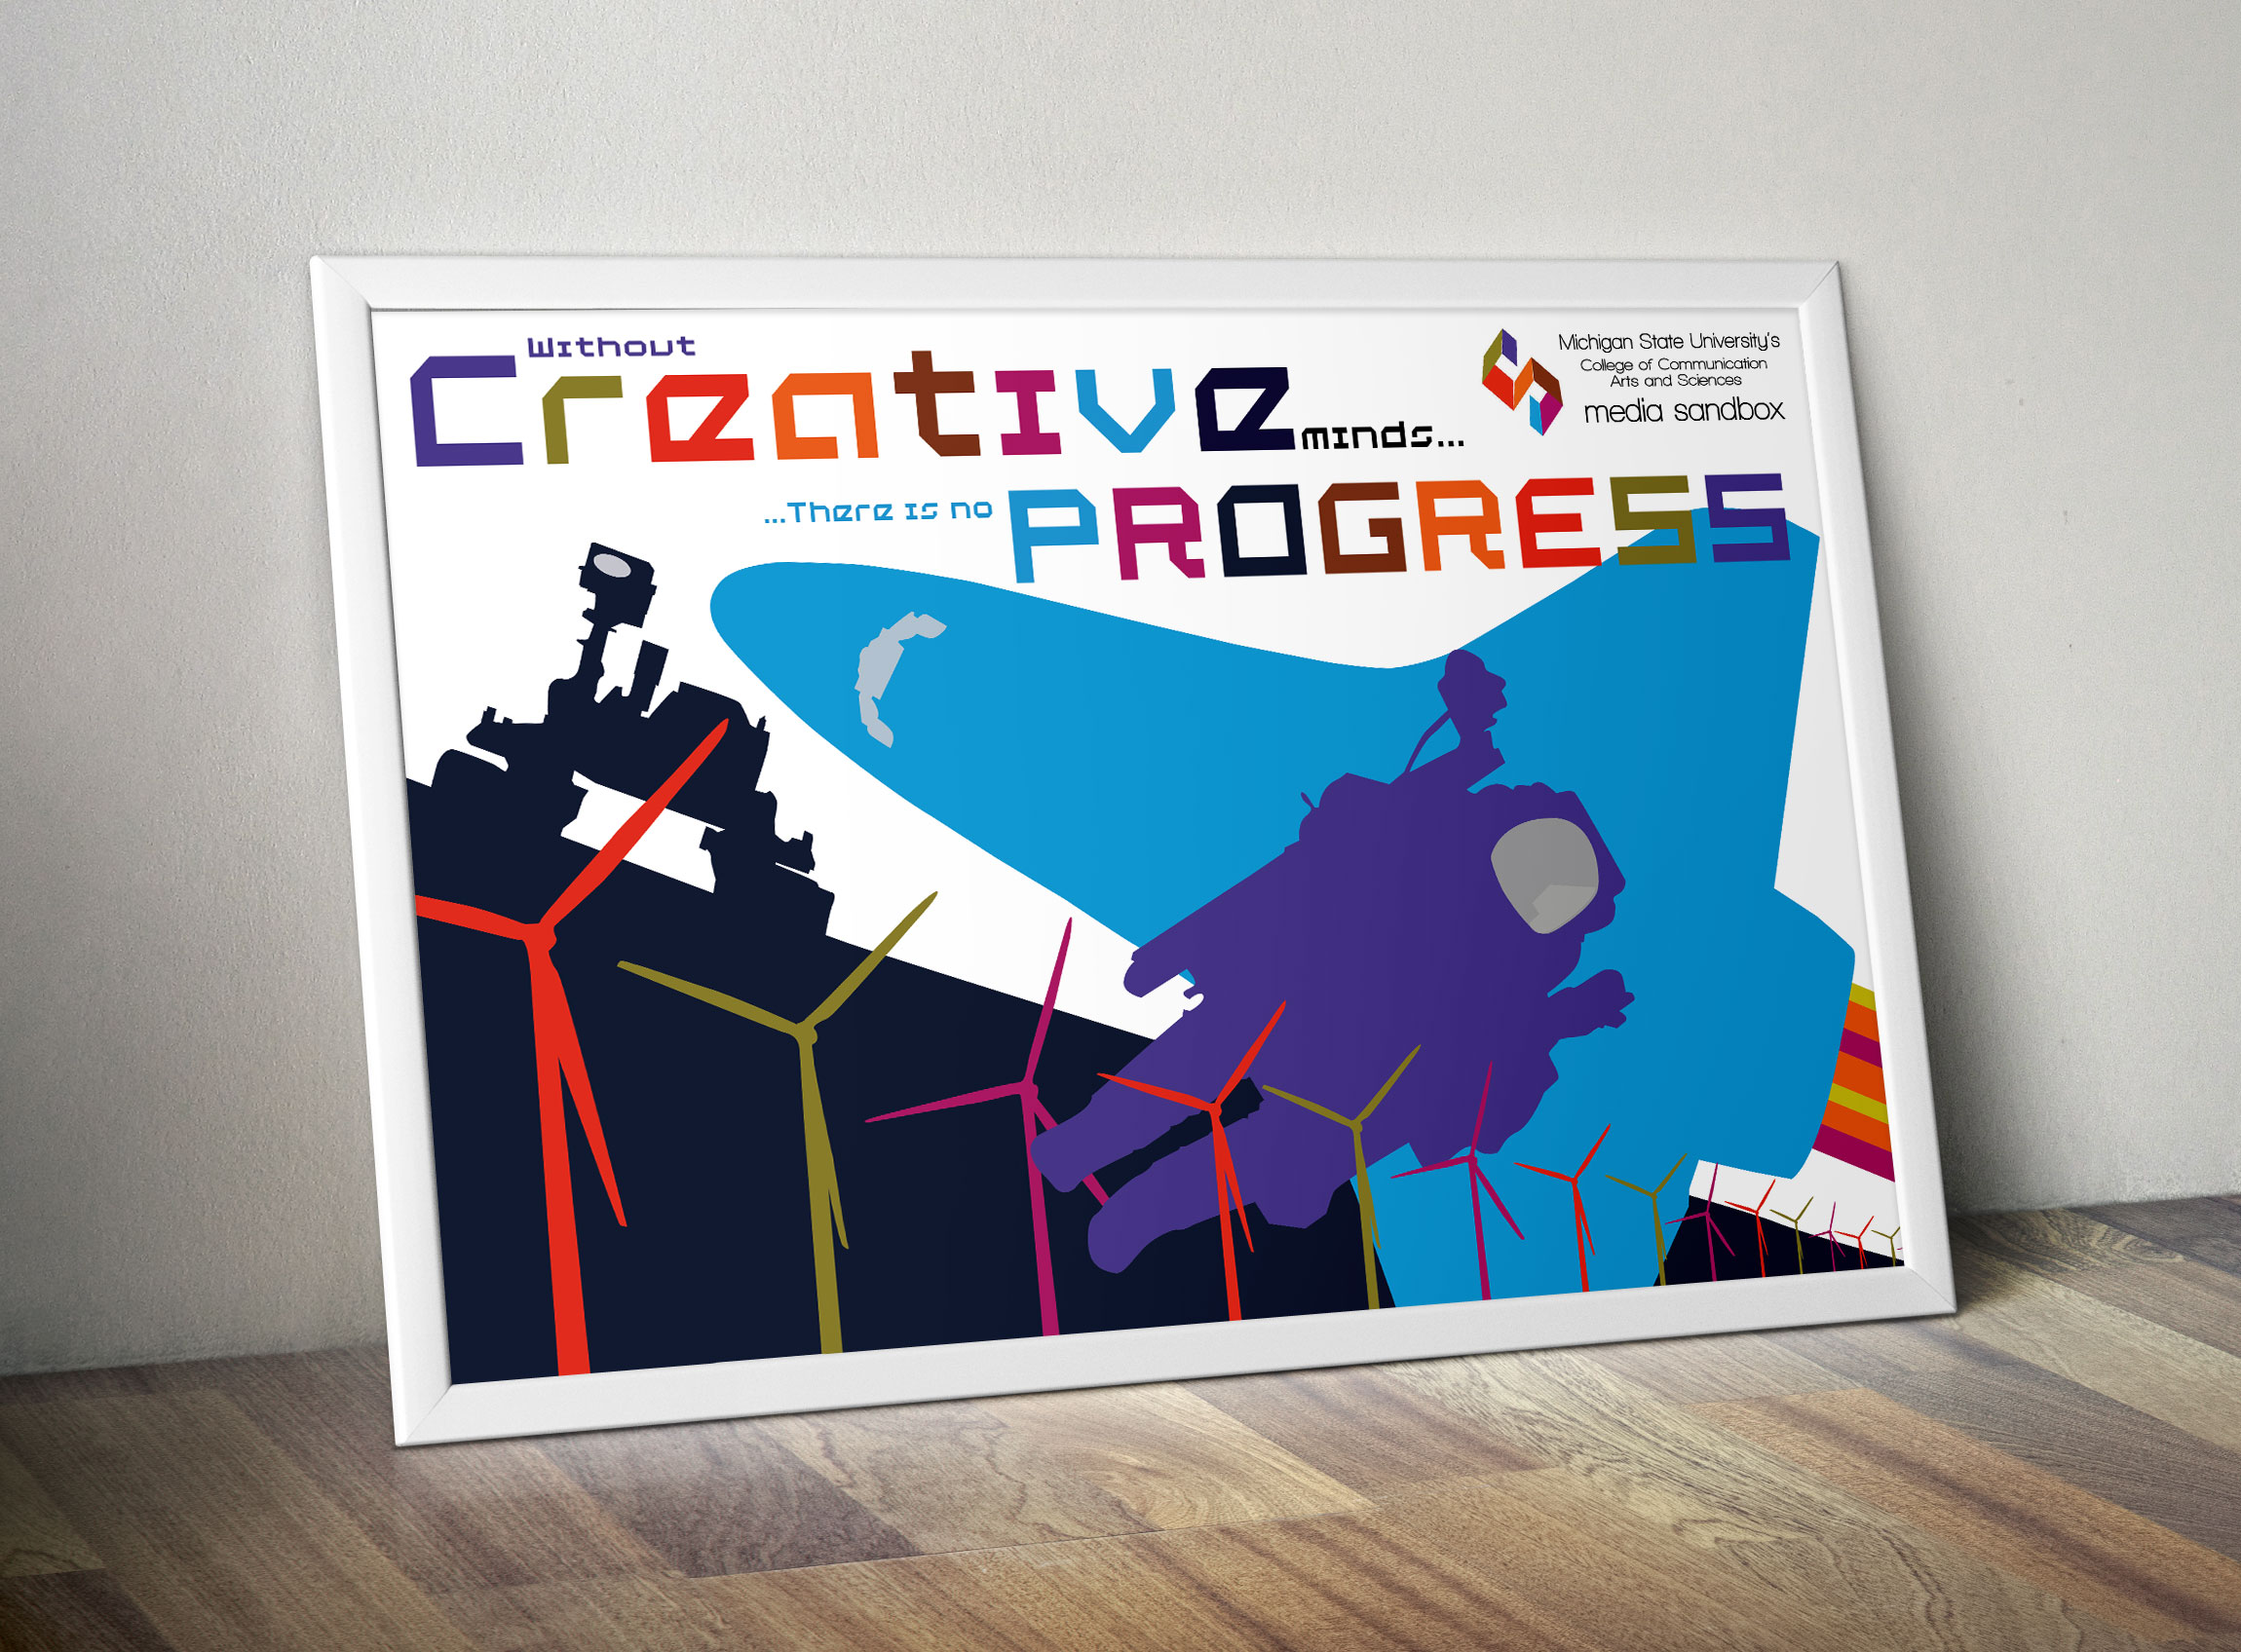 Without
Creative minds...
...There is no PROGRESS
Michigan State University's
College of Communication
Arts and Sciences
media sandbox